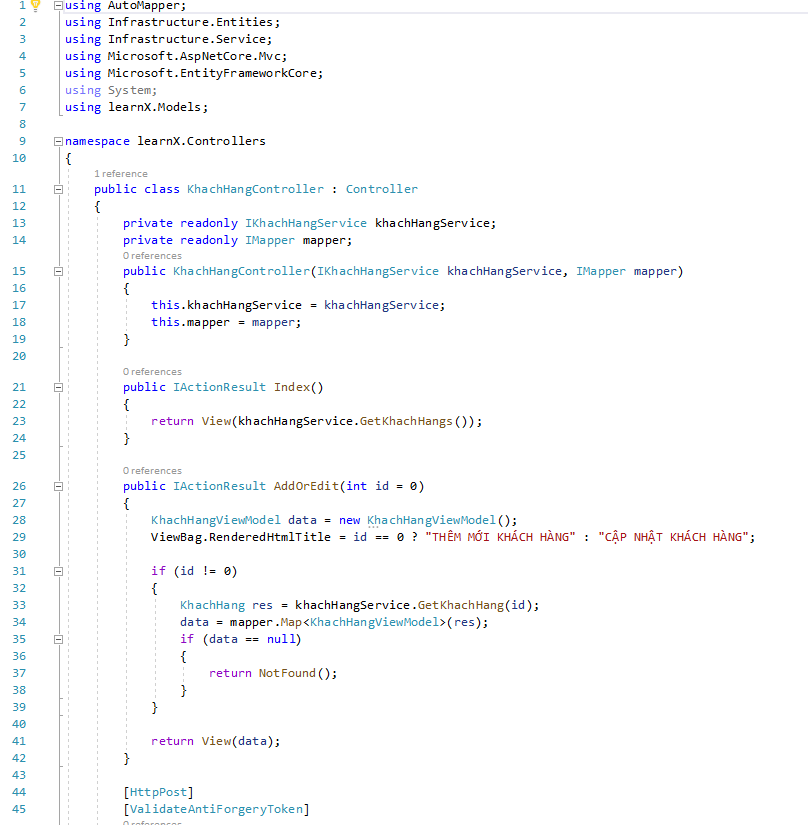 1 using AutoMapper;
2 using Infrastructure.Entities;
3 using Infrastructure.Service;
4 using Microsoft.AspNetCore.Mvc;
5 using Microsoft.EntityFrameworkCore;
6 using System;
7 using learnX.Models;
8
9 namespace learnX.Controllers
10 {
1 reference
11 public class KhachHangController : Controller
12 {
13 private readonly IKhachHangService khachHangService;
14 private readonly IMapper mapper;
0 references
15 public KhachHangController(IKhachHangService khachHangService, IMapper mapper)
16 {
17 this.khachHangService = khachHangService;
18 this.mapper = mapper;
19 }
20
0 references
21 public IActionResult Index()
22 {
23 return View(khachHangService.GetKhachHangs());
24 }
25
0 references
26 public IActionResult AddOrEdit(int id = 0)
27 {
28 KhachHangViewModel data = new KhachHangViewModel();
29 ViewBag.RenderedHtmlTitle = id == 0 ? "THÊM MỚI KHÁCH HÀNG" : "CẬP NHẬT KHÁCH HÀNG";
30
31 if (id != 0)
32 {
33 KhachHang res = khachHangService.GetKhachHang(id);
34 data = mapper.Map<KhachHangViewModel>(res);
35 if (data == null)
36 {
37 return NotFound();
38 }
39 }
40
41 return View(data);
42 }
43
44 [HttpPost]
45 [ValidateAntiForgeryToken]
0 references